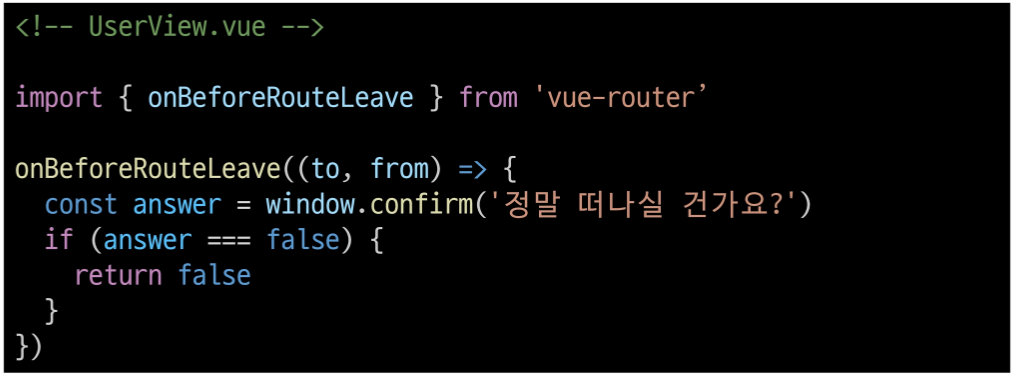 <!-- UserView.vue -->
import { onBeforeRouteLeave } from 'vue-router’
onBeforeRouteLeave((to, from) => {
  const answer = window.confirm('정말 떠나실 건가요?')
  if (answer === false) {
    return false
  }
})